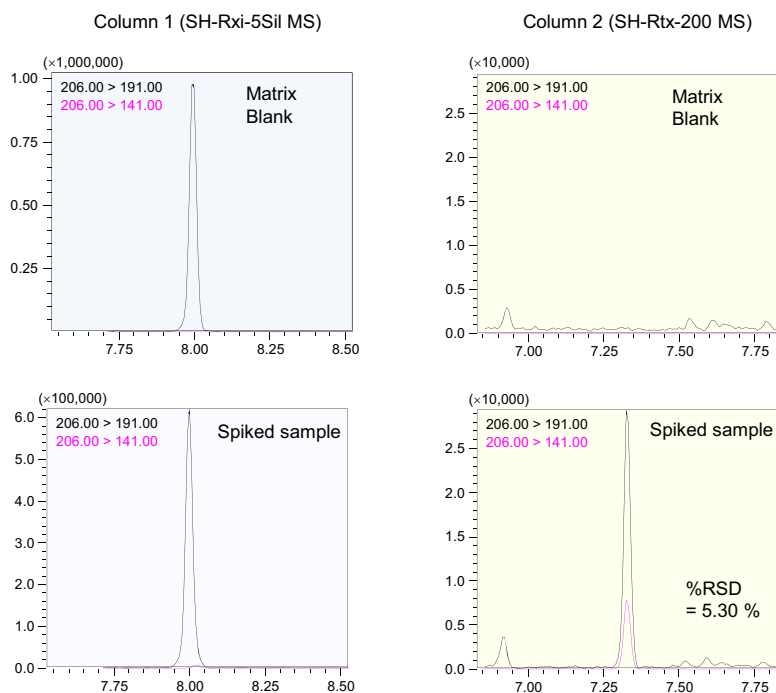 Column 1 (SH-Rxi-5Sil MS)
Column 2 (SH-Rtx-200 MS)
(×1,000,000)
206.00 > 191.00
206.00 > 141.00
Matrix
Blank
1.00
0.75
0.50
0.25
7.75
8.00
8.25
8.50
(×10,000)
206.00 > 191.00
206.00 > 141.00
Matrix
Blank
2.5
2.0
1.5
1.0
0.5
0.0
7.00
7.25
7.50
7.75
(×100,000)
206.00 > 191.00
206.00 > 141.00
Spiked sample
6.0
5.0
4.0
3.0
2.0
1.0
0.0
7.75
8.00
8.25
8.50
(×10,000)
206.00 > 191.00
206.00 > 141.00
Spiked sample
2.5
2.0
1.5
1.0
0.5
0.0
%RSD
= 5.30 %
7.00
7.25
7.50
7.75